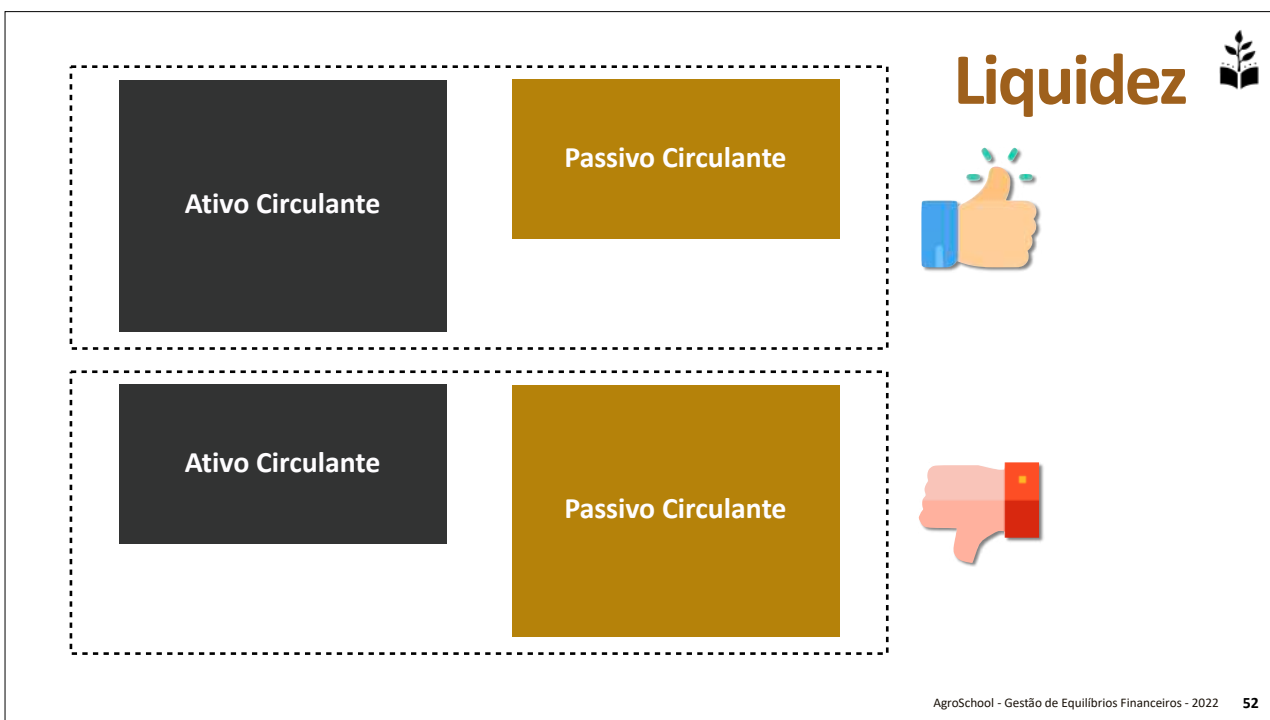 Liquidez
Ativo Circulante
Passivo Circulante
Ativo Circulante
Passivo Circulante
AgroSchool - Gestão de Equilíbrios Financeiros - 2022 52